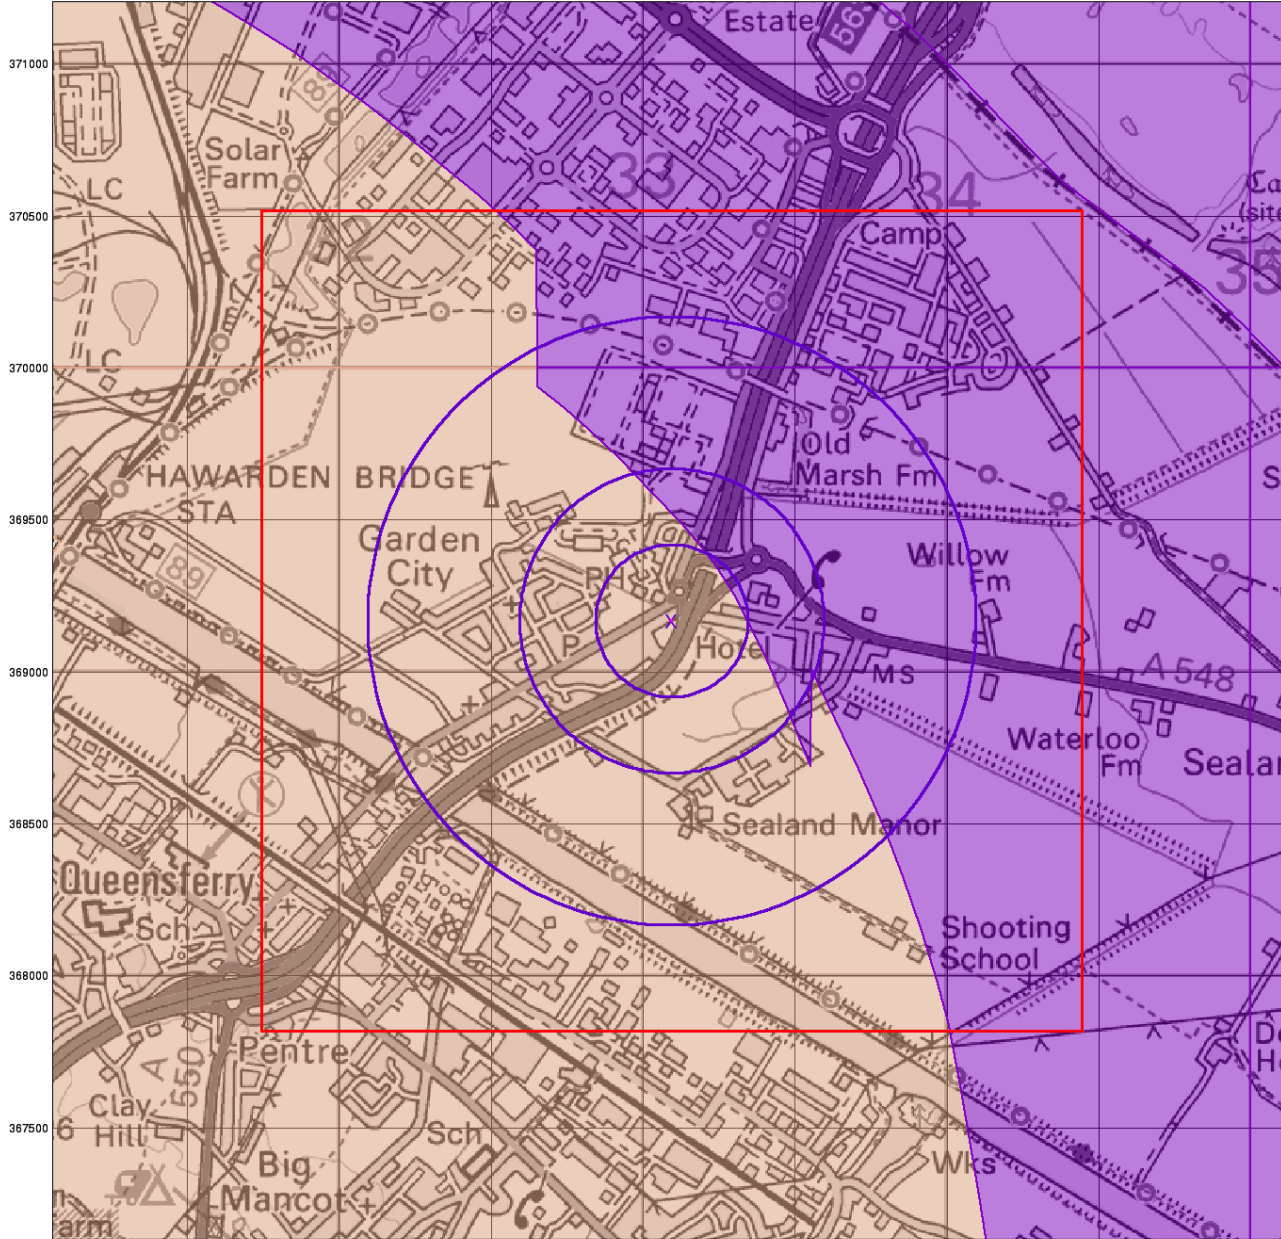 371000
370500
370000
369500
369000
368500
368000
367500
Estate
Solar
Farm
LC
33
34
35
Camp
(site
LC
HAWARDEN BRIDGE
STA
Old
Marsh Fm
Garden
City
89
PH
Willow
Fm
P
Hotel
MS
A 548
Waterloo
Fm
Sealand Manor
Queensferry
Sch
Shooting
School
Pentre
A
550
Clay
Hill
6
Sch
Big
Mancot
Wks